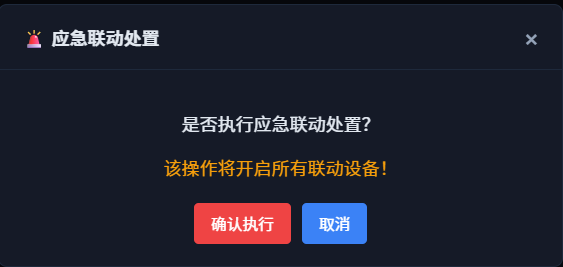 应急联动处置
是否执行应急联动处置？
该操作将开启所有联动设备！
确认执行 取消